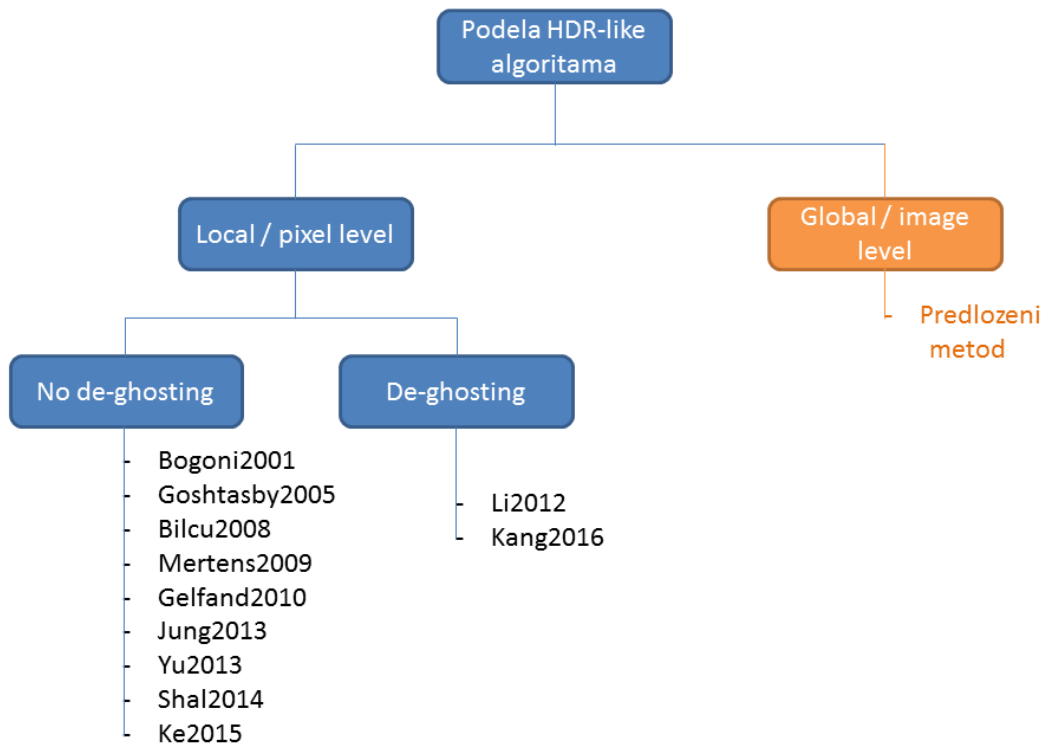 Podela HDR-like
algoritama
Local / pixel level
Global / image
level
- Predlozeni
metod
No de-ghosting
De-ghosting
- Bogoni2001
- Goshtasby2005
- Bilcu2008
- Mertens2009
- Gelfand2010
- Jung2013
- Yu2013
- Shal2014
- Ke2015
- Li2012
- Kang2016